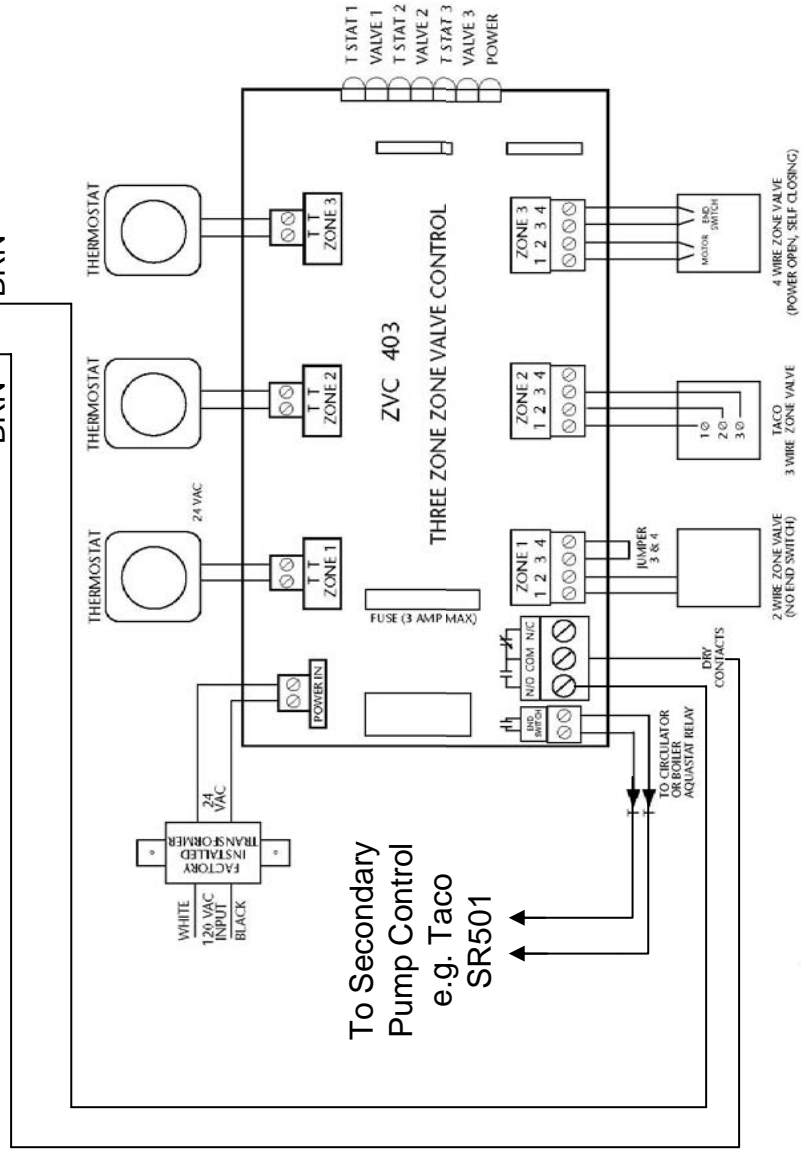 BRN
BRN
T STAT 1
VALVE 1
T STAT 2
VALVE 2
T STAT 3
VALVE 3
POWER
THERMOSTAT
THERMOSTAT
THERMOSTAT
24 VAC
T T
ZONE 1
T T
ZONE 2
T T
ZONE 3
POWER IN
24
VAC
FACTORY
INSTALLED
TRANSFORMER
WHITE
120 VAC
INPUT
BLACK
FUSE (3 AMP MAX)
ZVC 403
THREE ZONE ZONE VALVE CONTROL
END
SWITCH
N/O COM N/C
ZONE 1
1 2 3 4
ZONE 2
1 2 3 4
ZONE 3
1 2 3 4
JUMPER
3 & 4
2 WIRE ZONE VALVE
(NO END SWITCH)
1
2
3
TACO
3 WIRE ZONE VALVE
MOTOR
END
SWITCH
4 WIRE ZONE VALVE
(POWER OPEN, SELF CLOSING)
DRY
CONTACTS
T
T
TO CIRCULATOR
OR BOILER
AQUASTAT RELAY
To Secondary
Pump Control
e.g. Taco
SR501